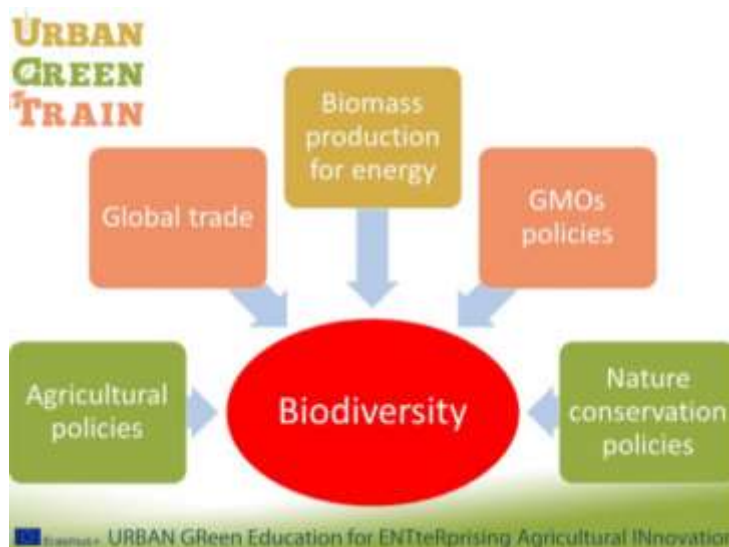 URBAN
GREEN
TRAIN
Biomass
production
for energy
Global trade
GMOs
policies
Agricultural
policies
Biodiversity
Nature
conservation
policies
Erasmus+ URBAN GReen Education for ENTteRprising Agricultural INnovation